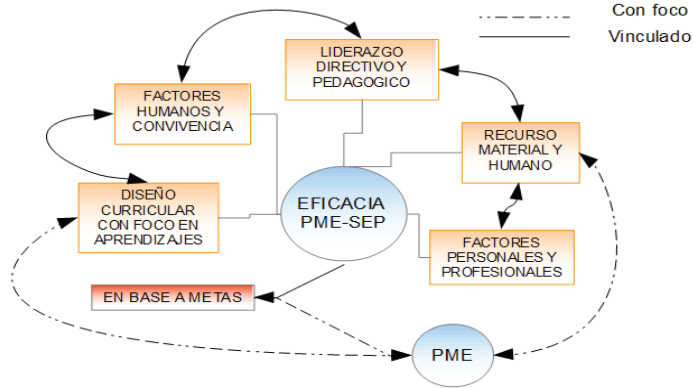 Con foco
Vinculado
LIDERAZGO
DIRECTIVO Y
PEDAGOGICO
FACTORES
HUMANOS Y
CONVIVENCIA
RECURSO
MATERIAL Y
HUMANO
DISEÑO
CURRICULAR
CON FOCO EN
APRENDIZAJES
EFICACIA
PME-SEP
FACTORES
PERSONALES Y
PROFESIONALES
EN BASE A METAS
PME